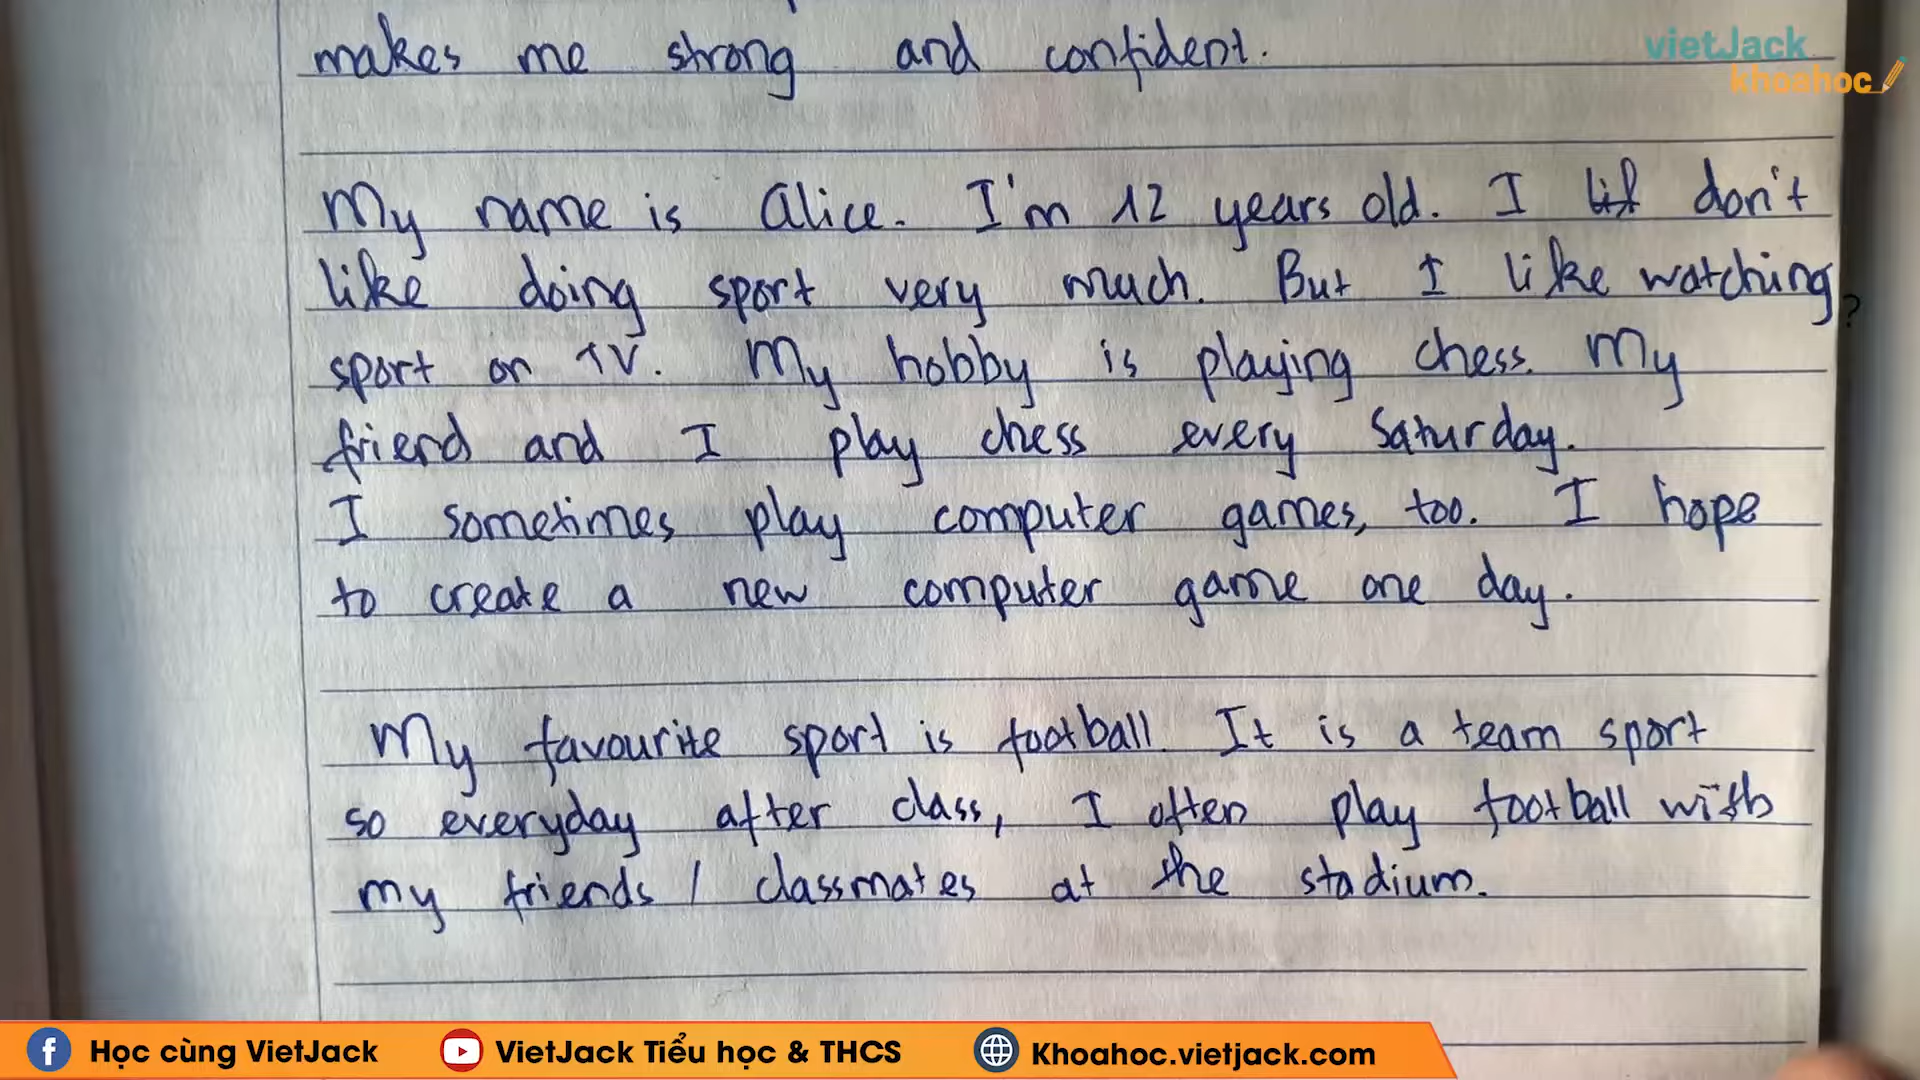 makes me strong and confident.
vietJack
khoahoc
My name is Alice. I'm 12 years old. I don't
like doing sport very much. But I like watching
?
sport on TV. My hobby is playing chess. My
friend and I play chess every Saturday.
I sometimes play computer games, too. I hope
to create a new computer game one day.
My favourite sport is football. It is a team sport
so everyday after class, I often play football with
my friends / classmates at the stadium.
Học cùng VietJack
VietJack Tiểu học & THCS
Khoahoc.vietjack.com